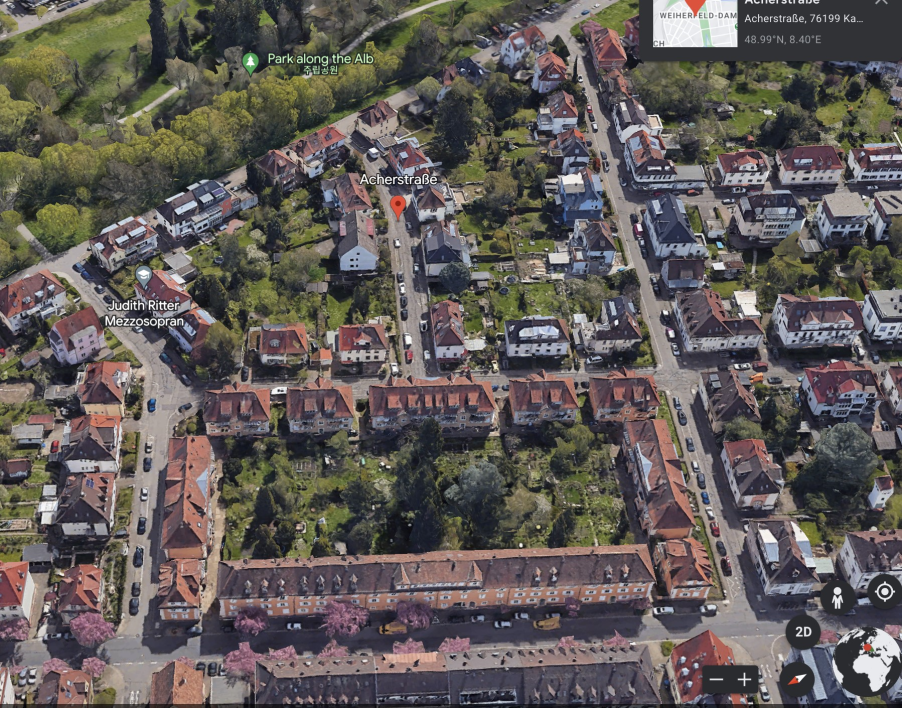 Acherstraße
WEIHERFELD-DAM
Acherstraße, 76199 Ka...
CH
48.99°N, 8.40°E
Park along the Alb
주립공원
Acherstraße
Judith Ritter
Mezzosopran,
2D